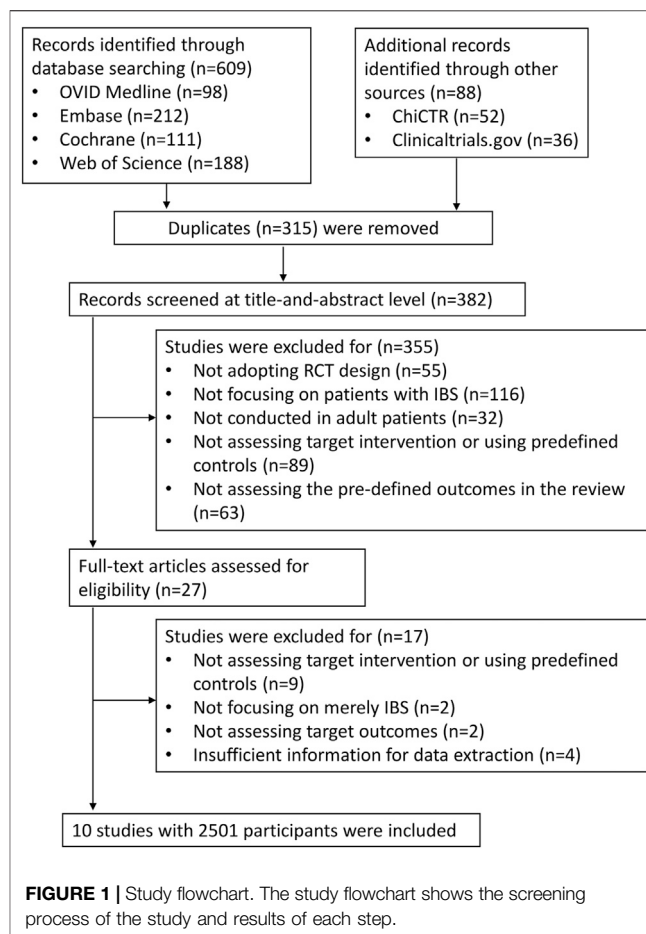 Records identified through
database searching (n=609)
• OVID Medline (n=98)
• Embase (n=212)
• Cochrane (n=111)
• Web of Science (n=188)
Additional records
identified through other
sources (n=88)
• ChiCTR (n=52)
• Clinicaltrials.gov (n=36)
Duplicates (n=315) were removed
Records screened at title-and-abstract level (n=382)
Studies were excluded for (n=355)
• Not adopting RCT design (n=55)
• Not focusing on patients with IBS (n=116)
• Not conducted in adult patients (n=32)
• Not assessing target intervention or using predefined
controls (n=89)
• Not assessing the pre-defined outcomes in the review
(n=63)
Full-text articles assessed for
eligibility (n=27)
Studies were excluded for (n=17)
• Not assessing target intervention or using predefined
controls (n=9)
• Not focusing on merely IBS (n=2)
• Not assessing target outcomes (n=2)
• Insufficient information for data extraction (n=4)
10 studies with 2501 participants were included
FIGURE 1 | Study flowchart. The study flowchart shows the screening
process of the study and results of each step.